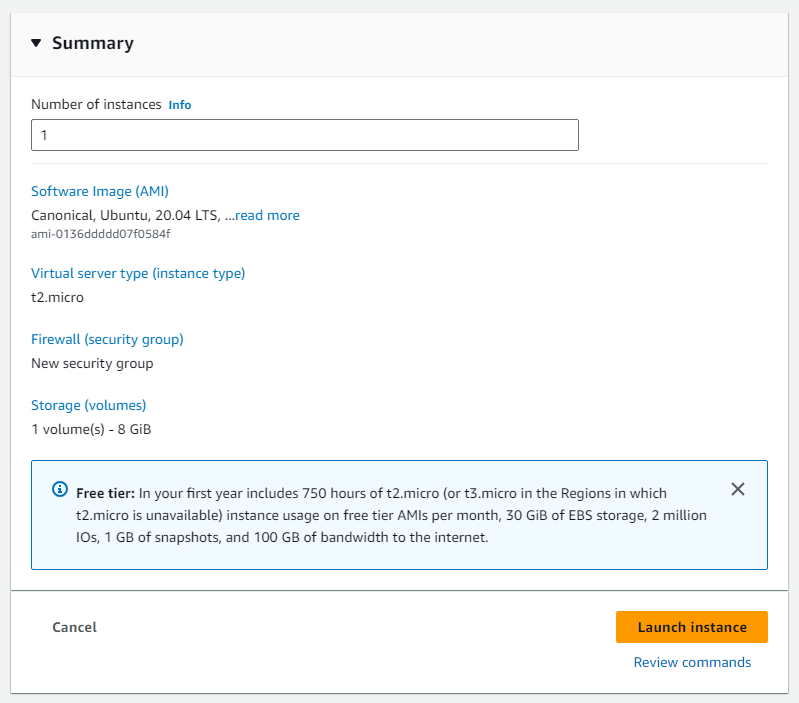 Summary
Number of instances Info
1
Software Image (AMI)
Canonical, Ubuntu, 20.04 LTS, ...read more
ami-0136ddddd07f0584f
Virtual server type (instance type)
t2.micro
Firewall (security group)
New security group
Storage (volumes)
1 volume(s) - 8 GiB
Free tier: In your first year includes 750 hours of t2.micro (or t3.micro in the Regions in which
t2.micro is unavailable) instance usage on free tier AMIs per month, 30 GiB of EBS storage, 2 million
IOs, 1 GB of snapshots, and 100 GB of bandwidth to the internet.
Cancel
Launch instance
Review commands